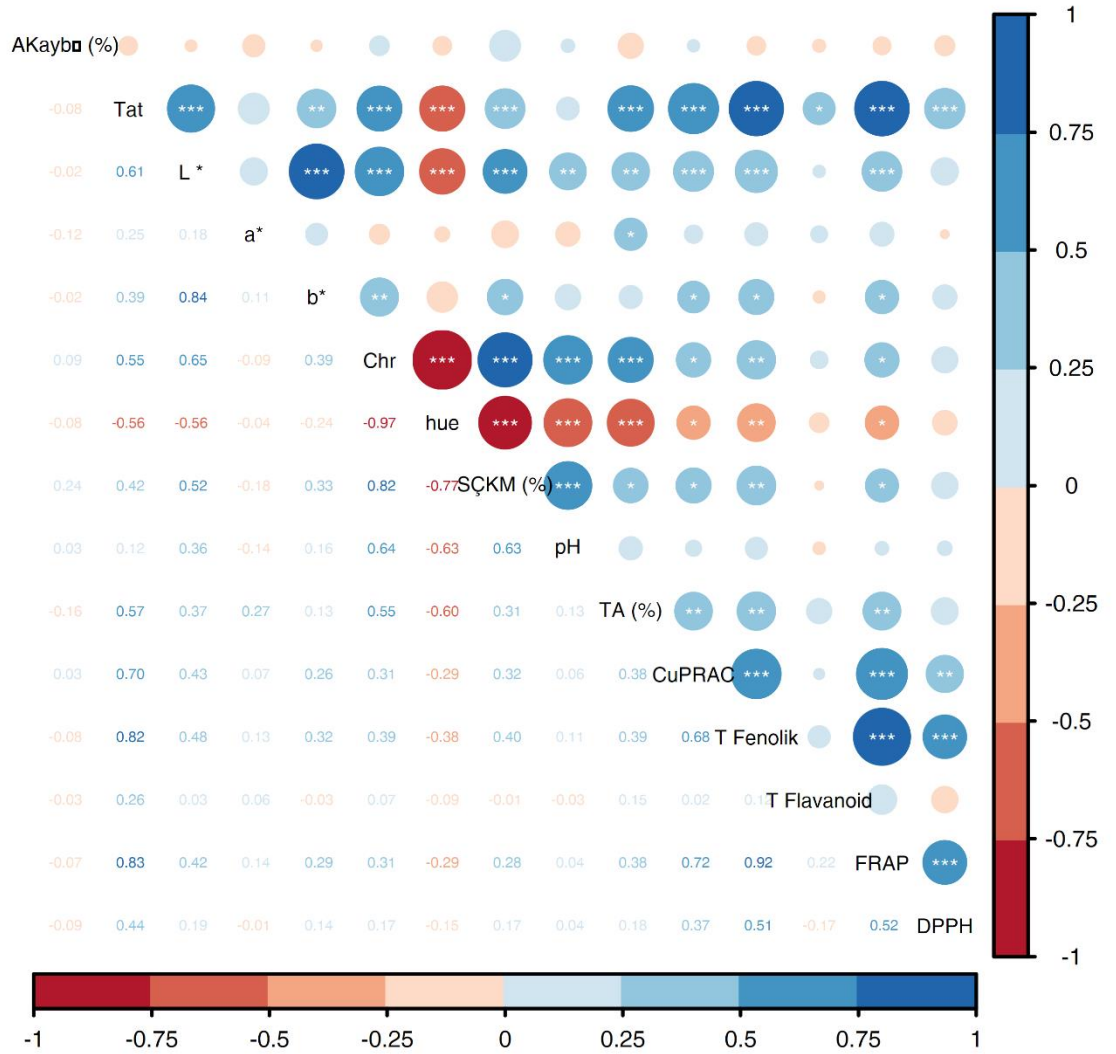 AKayb (%) 1
-0.08 Tat *** ** *** *** *** *** *** *** * *** *** 0.75
-0.02 0.61 L * *** *** *** *** ** ** *** *** ***
-0.12 0.25 0.18 a* * 0.5
-0.02 0.39 0.84 0.11 b* ** * * * *
0.09 0.55 0.65 -0.09 0.39 Chr *** *** *** *** * ** * 0.25
-0.08 -0.56 -0.56 -0.04 -0.24 -0.97 hue *** *** *** * ** *
0.24 0.42 0.52 -0.18 0.33 0.82 -0.77 SÇKM (%) *** * * ** * 0
0.03 0.12 0.36 -0.14 0.16 0.64 -0.63 0.63 pH
-0.16 0.57 0.37 0.27 0.13 0.55 -0.60 0.31 0.13 TA (%) ** ** ** -0.25
0.03 0.70 0.43 0.07 0.26 0.31 -0.29 0.32 0.06 0.38 CuPRAC *** *** **
-0.08 0.82 0.48 0.13 0.32 0.39 -0.38 0.40 0.11 0.39 0.68 T Fenolik *** *** -0.5
-0.03 0.26 0.03 0.06 -0.03 0.07 -0.09 -0.01 -0.03 0.15 0.02 T Flavanoid
-0.07 0.83 0.42 0.14 0.29 0.31 -0.29 0.28 0.04 0.38 0.72 0.92 0.22 FRAP *** -0.75
-0.09 0.44 0.19 -0.01 0.14 0.17 -0.15 0.17 0.04 0.18 0.37 0.51 -0.17 0.52 DPPH
-1
-1 -0.75 -0.5 -0.25 0 0.25 0.5 0.75 1